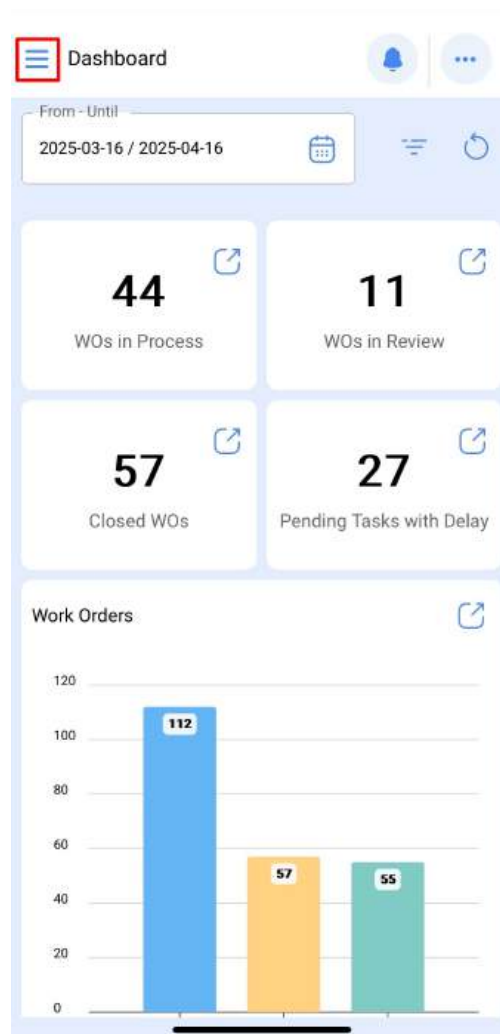 Dashboard
From - Until
2025-03-16 / 2025-04-16
44
WOs in Process
11
WOs in Review
57
Closed WOs
27
Pending Tasks with Delay
Work Orders
120
100
80
60
40
20
0
112
57
55